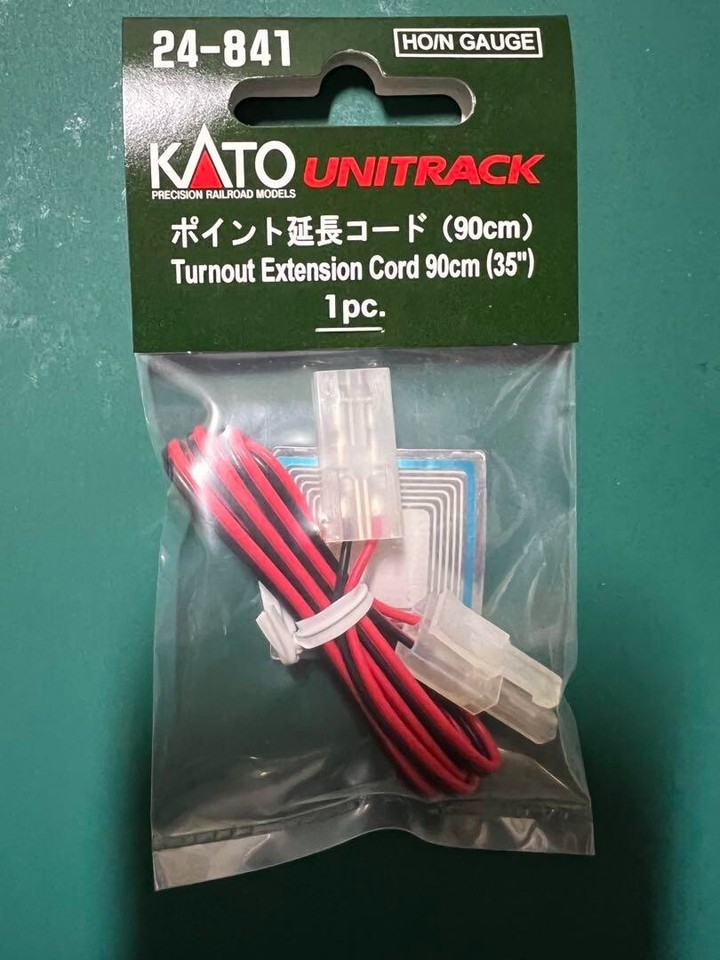 24-841
HO/N GAUGE
KATO UNITRACK
PRECISION RAILROAD MODELS
ポイント延長コード（90cm）
Turnout Extension Cord 90cm (35")
1pc.